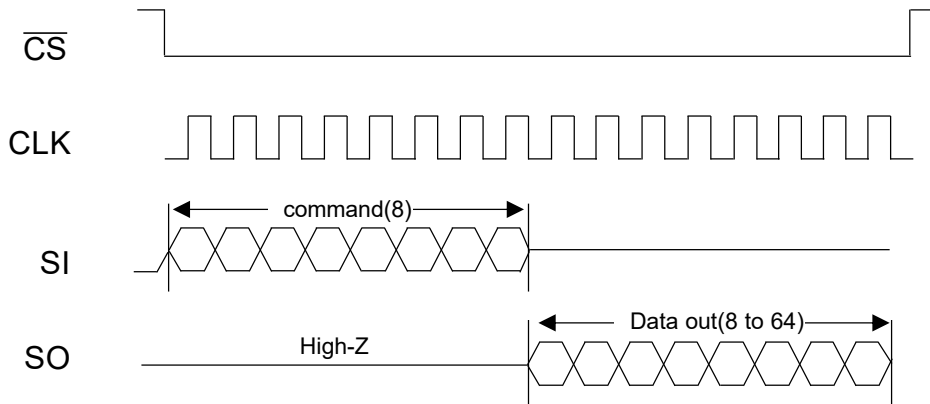 CS
CLK
command(8)
SI
Data out(8 to 64)
High-Z
SO